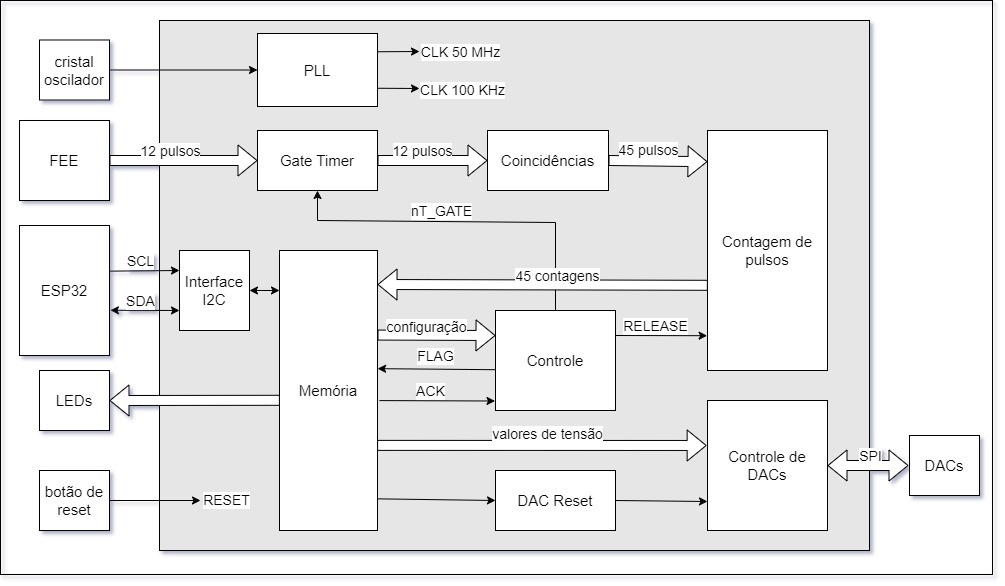 cristal
oscilador
PLL
CLK 50 MHz
CLK 100 KHz
FEE
12 pulsos
Gate Timer
12 pulsos
Coincidências
45 pulsos
nT_GATE
Contagem de
pulsos
ESP32
SCL
SDA
Interface
I2C
45 contagens
configuração
Controle
RELEASE
FLAG
ACK
Memória
LEDs
valores de tensão
Controle de
DACs
SPI
DACs
botão de
reset
RESET
DAC Reset